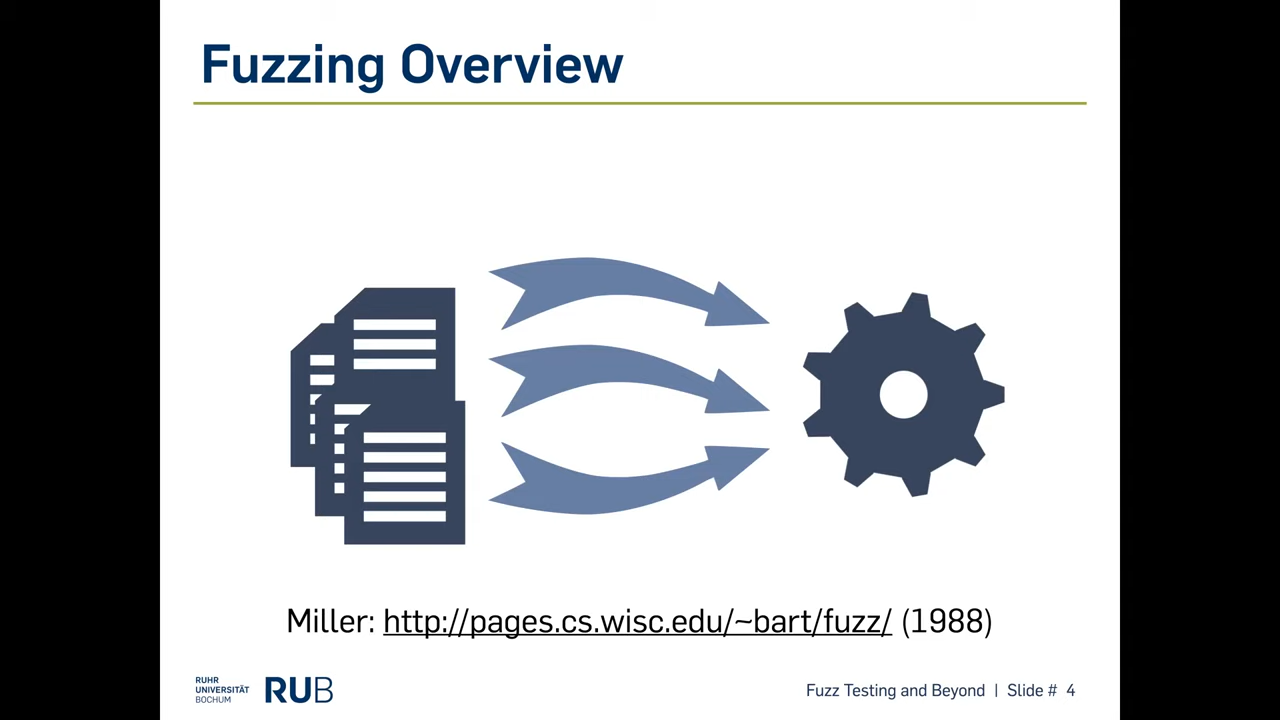 Fuzzing Overview
Miller: http://pages.cs.wisc.edu/~bart/fuzz/ (1988)
RUHR
UNIVERSITÄT
BOCHUM
RUB
Fuzz Testing and Beyond | Slide # 4